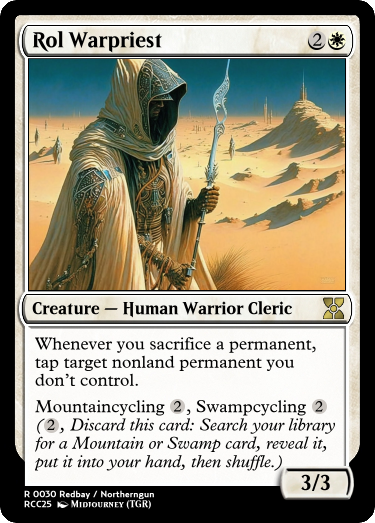 Rol Warpriest 2
Creature — Human Warrior Cleric
Whenever you sacrifice a permanent,
tap target nonland permanent you
don't control.
Mountaincycling 2, Swampcycling 2
(2, Discard this card: Search your library
for a Mountain or Swamp card, reveal it,
put it into your hand, then shuffle.)
3/3
R 0030 Redbay / Northerngun
RCC25 Midjourney (TGR)